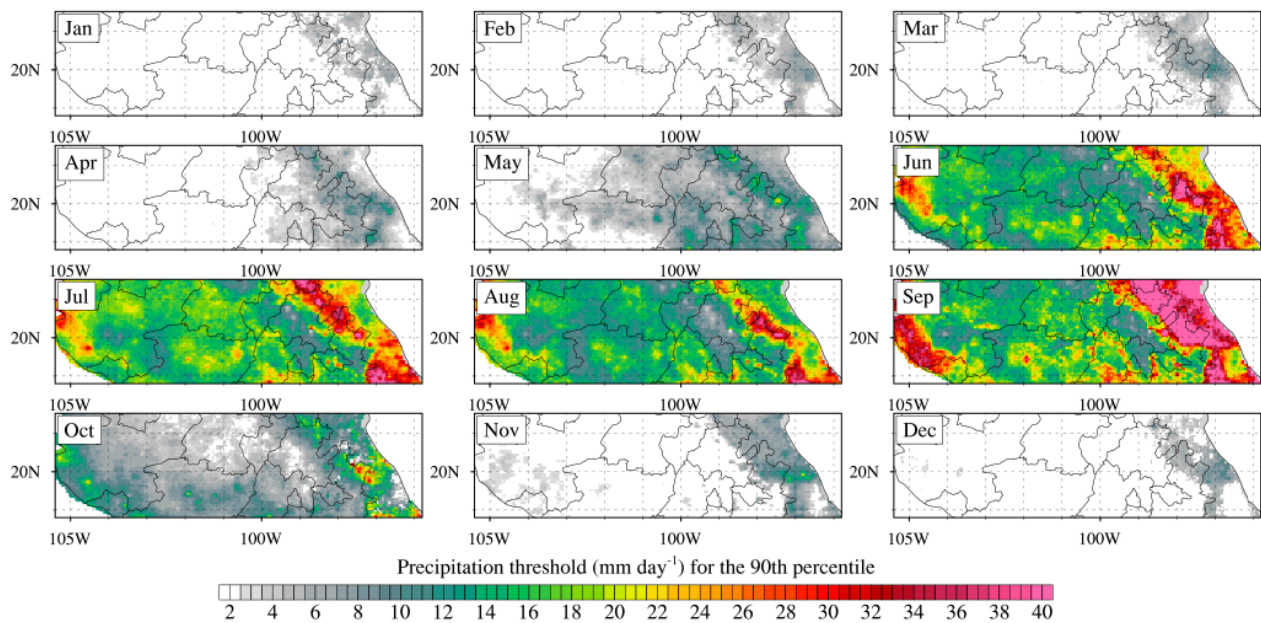 Jan
Feb
Mar
20N
20N
20N
105W 100W 105W 100W 105W 100W
Apr
May
Jun
20N
20N
20N
105W 100W 105W 100W 105W 100W
Jul
Aug
Sep
20N
20N
20N
105W 100W 105W 100W 105W 100W
Oct
Nov
Dec
20N
20N
20N
105W 100W 105W 100W 105W 100W
Precipitation threshold (mm day⁻¹) for the 90th percentile
2 4 6 8 10 12 14 16 18 20 22 24 26 28 30 32 34 36 38 40